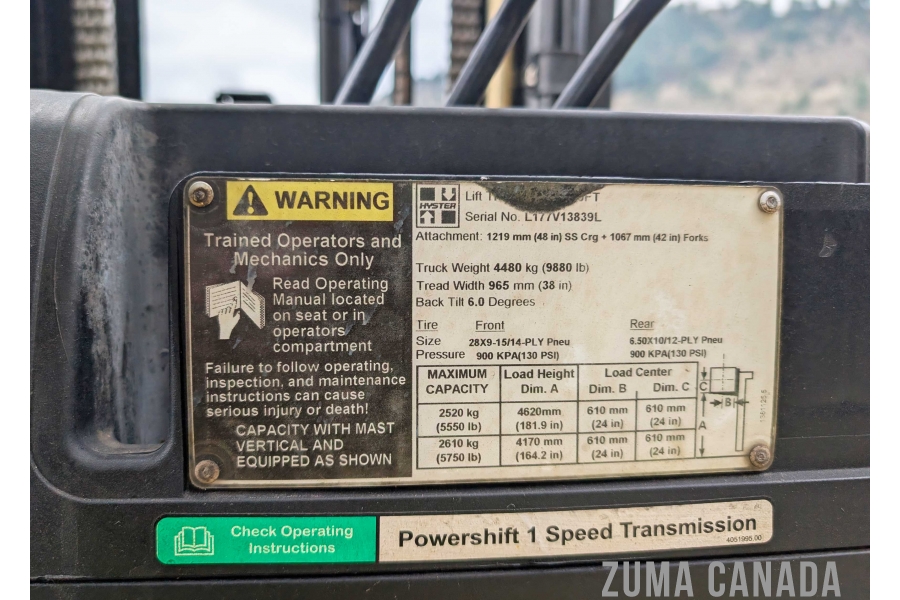 WARNING
Trained Operators and
Mechanics Only
Read Operating
Manual located
on seat or in
operators
compartment
Failure to follow operating,
inspection, and maintenance
instructions can cause
serious injury or death!
CAPACITY WITH MAST
VERTICAL AND
EQUIPPED AS SHOWN
HYSTER
Lift
Serial No. L177V13839L
Attachment: 1219 mm (48 in) SS Crg + 1067 mm (42 in) Forks
Truck Weight 4480 kg (9880 lb)
Tread Width 965 mm (38 in)
Back Tilt 6.0 Degrees
Tire Front Rear
Size 28X9-15/14-PLY Pneu 6.50X10/12-PLY Pneu
Pressure 900 KPA(130 PSI) 900 KPA(130 PSI)
MAXIMUM Load Height Load Center
CAPACITY Dim. A Dim. B Dim. C
2520 kg 4620mm 610 mm 610 mm
(5550 lb) (181.9 in) (24 in) (24 in)
2610 kg 4170 mm 610 mm 610 mm
(5750 lb) (164.2 in) (24 in) (24 in)
C
B
A
Check Operating
Instructions
Powershift 1 Speed Transmission
4051995.00
ZUMA CANADA